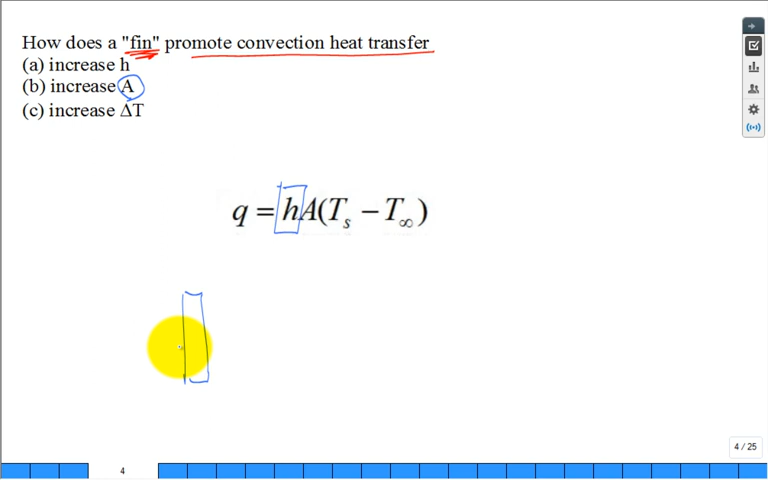 How does a "fin" promote convection heat transfer
(a) increase h
(b) increase A
(c) increase ΔT
q = hA(Tₛ − T∞)
4 / 25
4